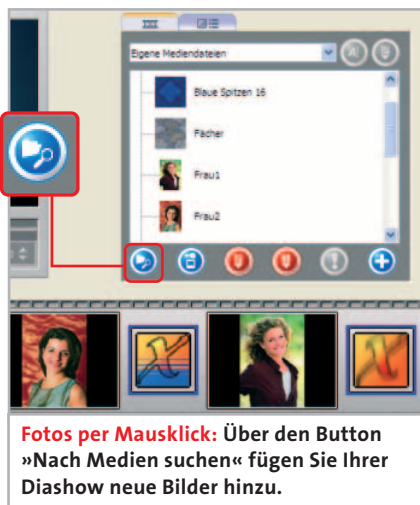 Eigene Mediendateien
Blaue Spitzen 16
Fächer
Frau1
Frau2
Fotos per Mausklick: Über den Button
»Nach Medien suchen« fügen Sie Ihrer
Diashow neue Bilder hinzu.